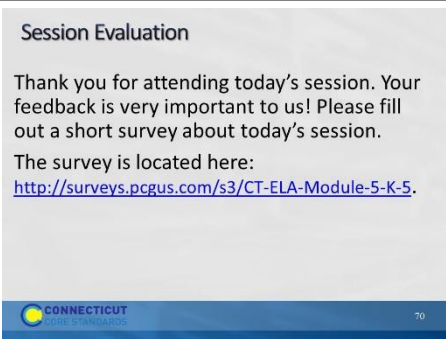 Session Evaluation
Thank you for attending today's session. Your
feedback is very important to us! Please fill
out a short survey about today's session.
The survey is located here:
http://surveys.pcgus.com/s3/CT-ELA-Module-5-K-5.
CONNECTICUT
CORE STANDARDS
70